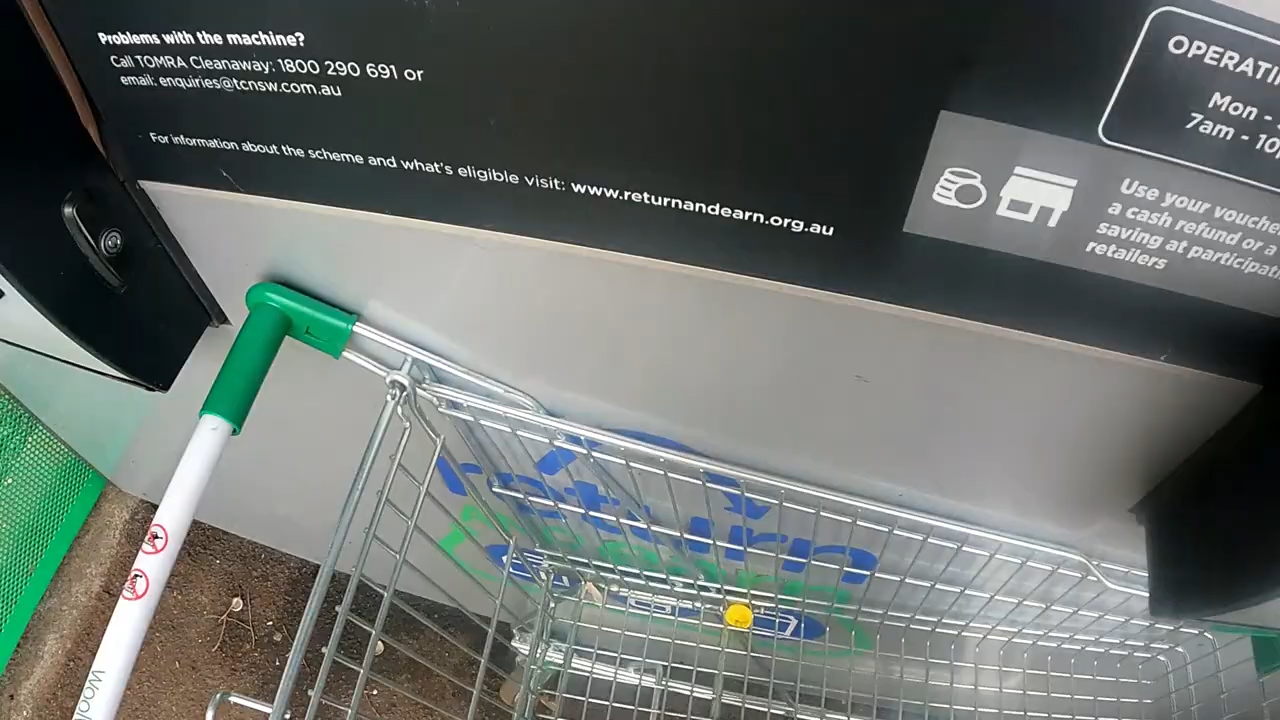 Problems with the machine?
Call TOMRA Cleanaway: 1800 290 691 or
email: enquiries@tcnsw.com.au
For information about the scheme and what's eligible visit: www.returnandearn.org.au
OPERATI
Mon -
7am - 10
Use your vouche
a cash refund or a
saving at participat
retailers
return
Wool